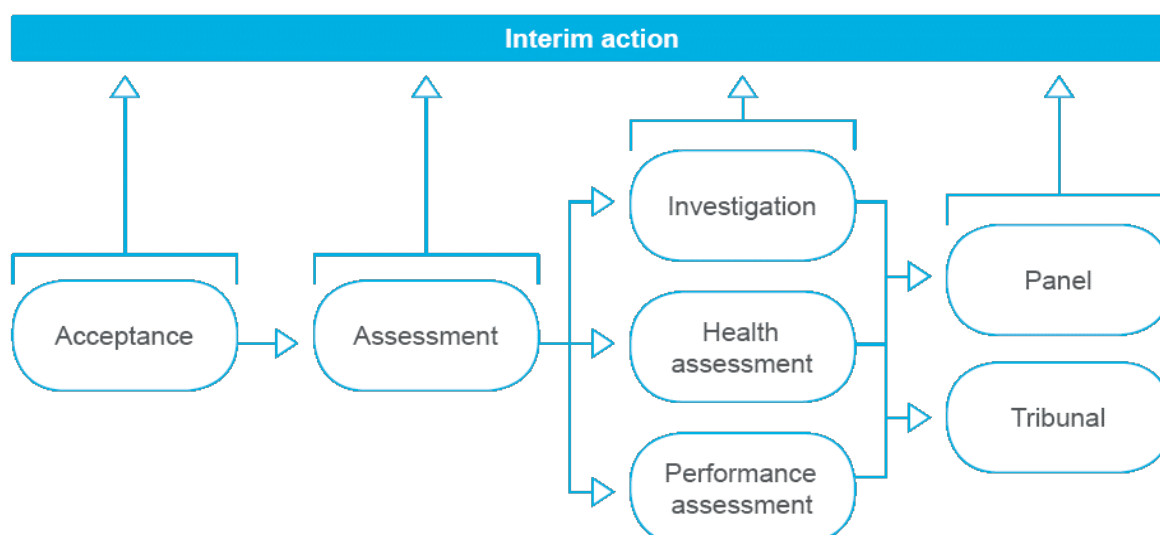 Interim action
Acceptance
Assessment
Investigation
Health
assessment
Performance
assessment
Panel
Tribunal